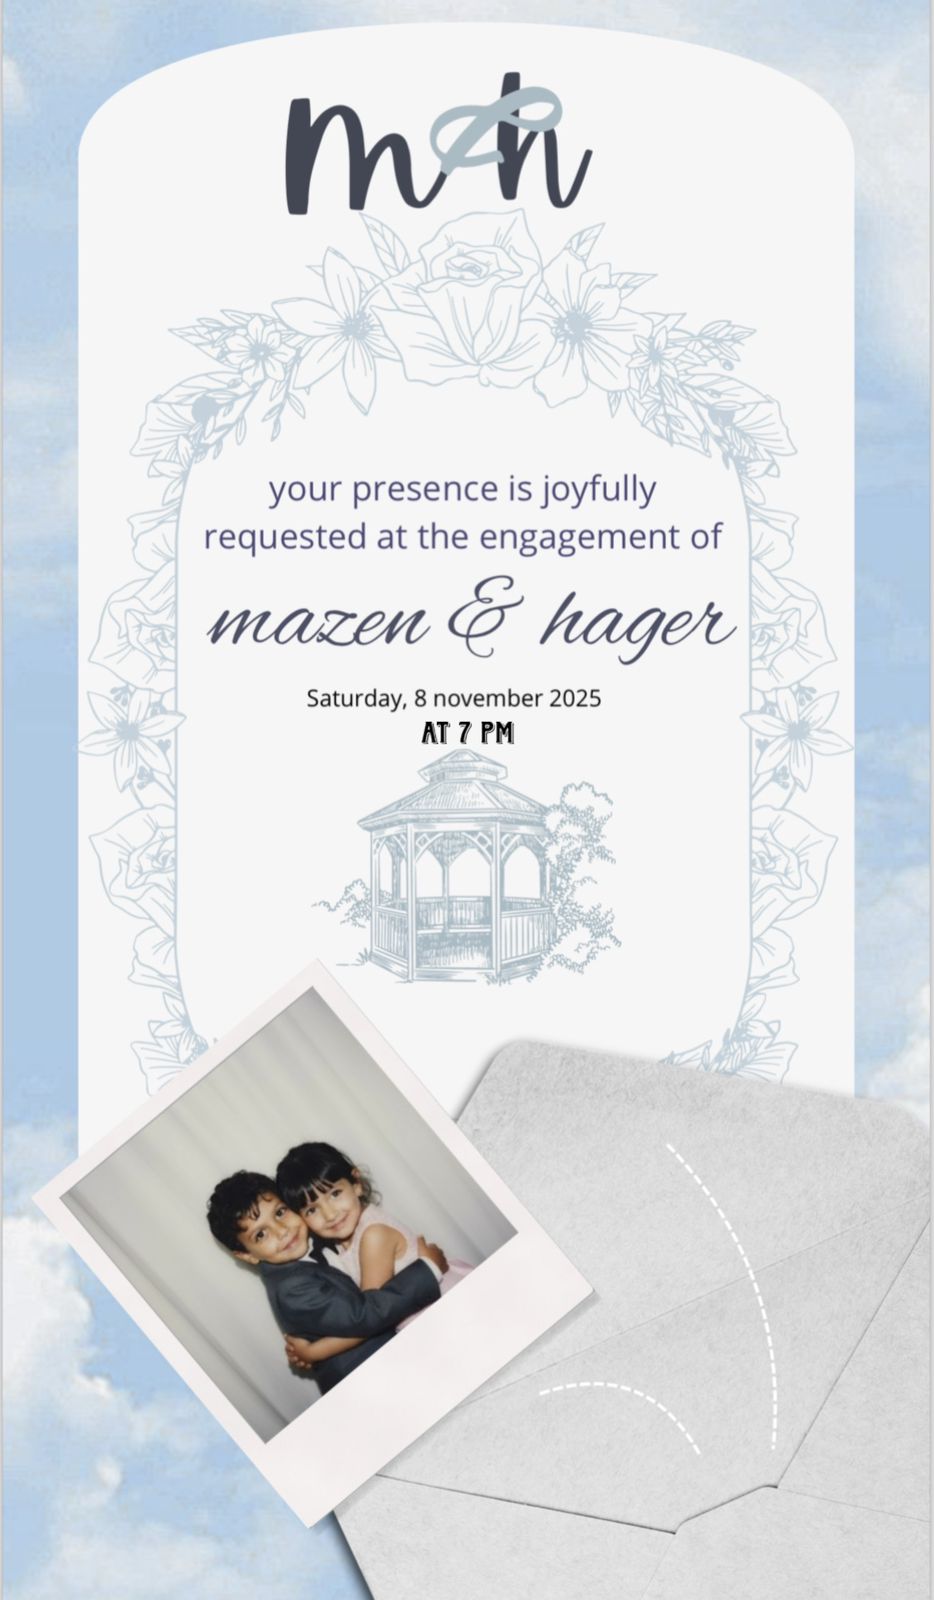 m & h
your presence is joyfully
requested at the engagement of
mazen & hager
Saturday, 8 november 2025
AT 7 PM